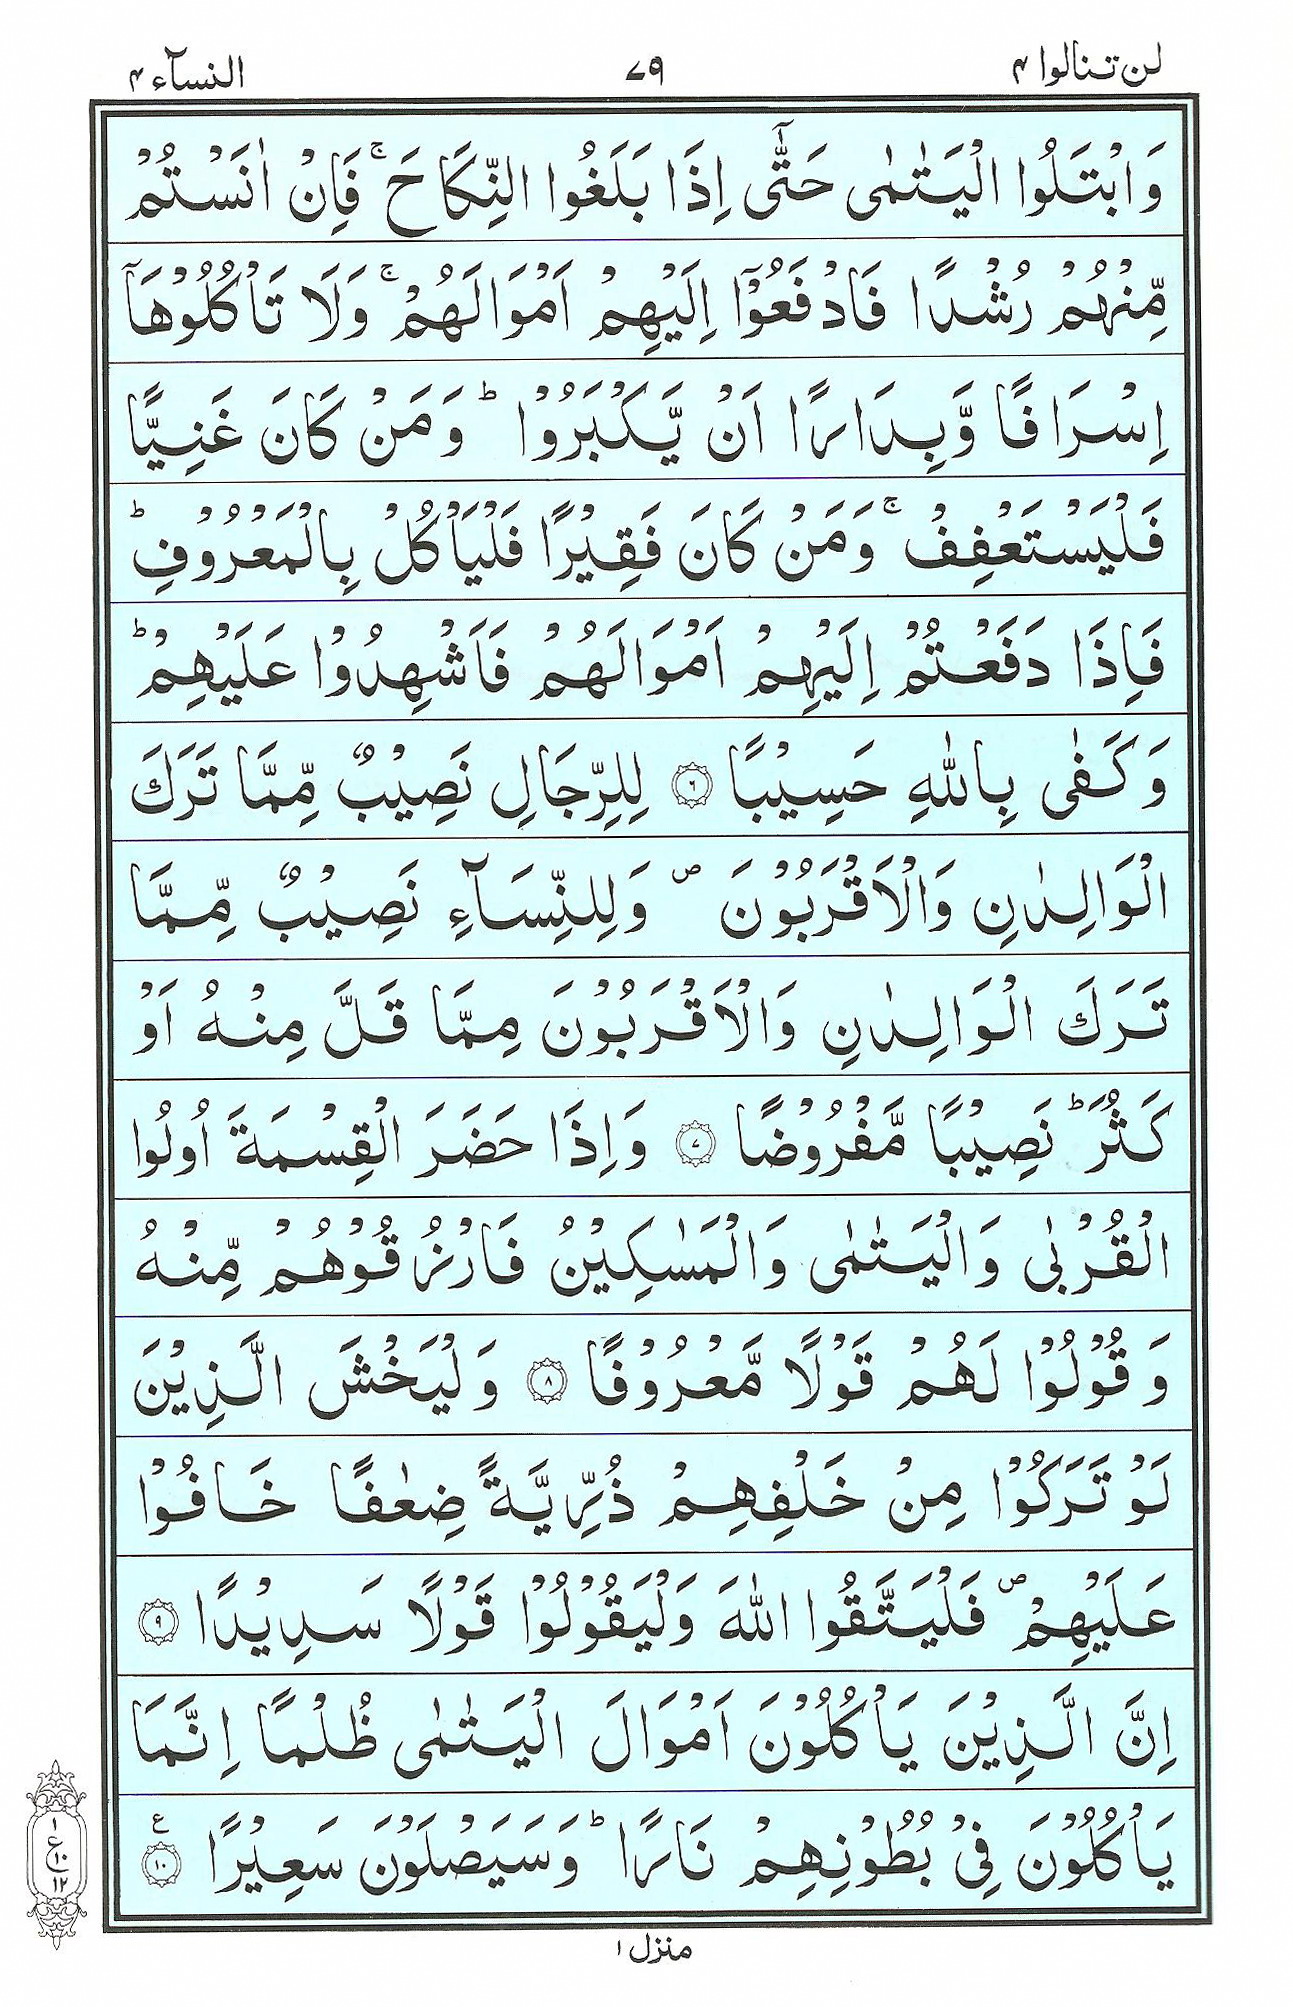 لن تنالوا ۴ ۷۹ النسآء ۴
وَابْتَلُوا الْيَتٰمٰى حَتّٰۤى اِذَا بَلَغُوا النِّكَاحَ ۚ فَاِنْ اٰنَسْتُمْ
مِّنْهُمْ رُشْدًا فَادْفَعُوْۤا اِلَيْهِمْ اَمْوَالَهُمْ ۚ وَلَا تَاْكُلُوْهَاۤ
اِسْرَافًا وَّبِدَارًا اَنْ يَّكْبَرُوْا ؕ وَمَنْ كَانَ غَنِيًّا
فَلْيَسْتَعْفِفْ ۚ وَمَنْ كَانَ فَقِيْرًا فَلْيَاْكُلْ بِالْمَعْرُوْفِ ؕ
فَاِذَا دَفَعْتُمْ اِلَيْهِمْ اَمْوَالَهُمْ فَاَشْهِدُوْا عَلَيْهِمْ ؕ
وَكَفٰى بِاللّٰهِ حَسِيْبًا ۶ لِلرِّجَالِ نَصِيْبٌ مِّمَّا تَرَكَ
الْوَالِدٰنِ وَالْاَقْرَبُوْنَ ۪ وَلِلنِّسَآءِ نَصِيْبٌ مِّمَّا
تَرَكَ الْوَالِدٰنِ وَالْاَقْرَبُوْنَ مِمَّا قَلَّ مِنْهُ اَوْ
كَثُرَ ؕ نَصِيْبًا مَّفْرُوْضًا ۷ وَاِذَا حَضَرَ الْقِسْمَةَ اُولُوا
الْقُرْبٰى وَالْيَتٰمٰى وَالْمَسٰكِيْنُ فَارْزُقُوْهُمْ مِّنْهُ
وَقُوْلُوْا لَهُمْ قَوْلًا مَّعْرُوْفًا ۸ وَلْيَخْشَ الَّذِيْنَ
لَوْ تَرَكُوْا مِنْ خَلْفِهِمْ ذُرِّيَّةً ضِعٰفًا خَافُوْا
عَلَيْهِمْ ۪ فَلْيَتَّقُوا اللّٰهَ وَلْيَقُوْلُوْا قَوْلًا سَدِيْدًا ۹
اِنَّ الَّذِيْنَ يَاْكُلُوْنَ اَمْوَالَ الْيَتٰمٰى ظُلْمًا اِنَّمَا
يَاْكُلُوْنَ فِيْ بُطُوْنِهِمْ نَارًا ؕ وَسَيَصْلَوْنَ سَعِيْرًا ۱۰ ع
۱
ع ۱۰
۱۲
منزل ۱